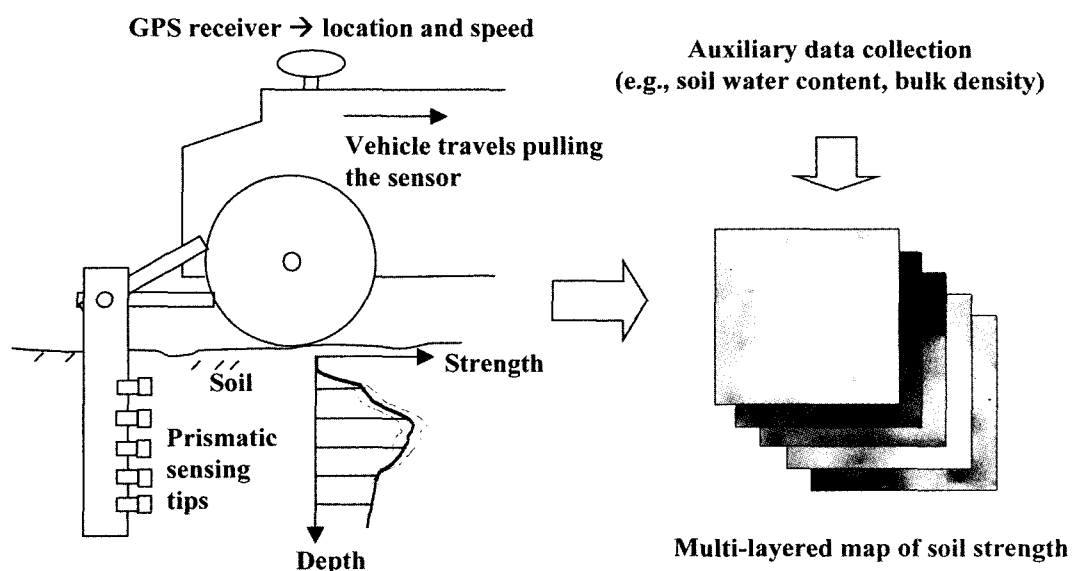 GPS receiver → location and speed
Auxiliary data collection
(e.g., soil water content, bulk density)
Vehicle travels pulling
the sensor
Strength
Soil
Prismatic
sensing
tips
Depth
Multi-layered map of soil strength